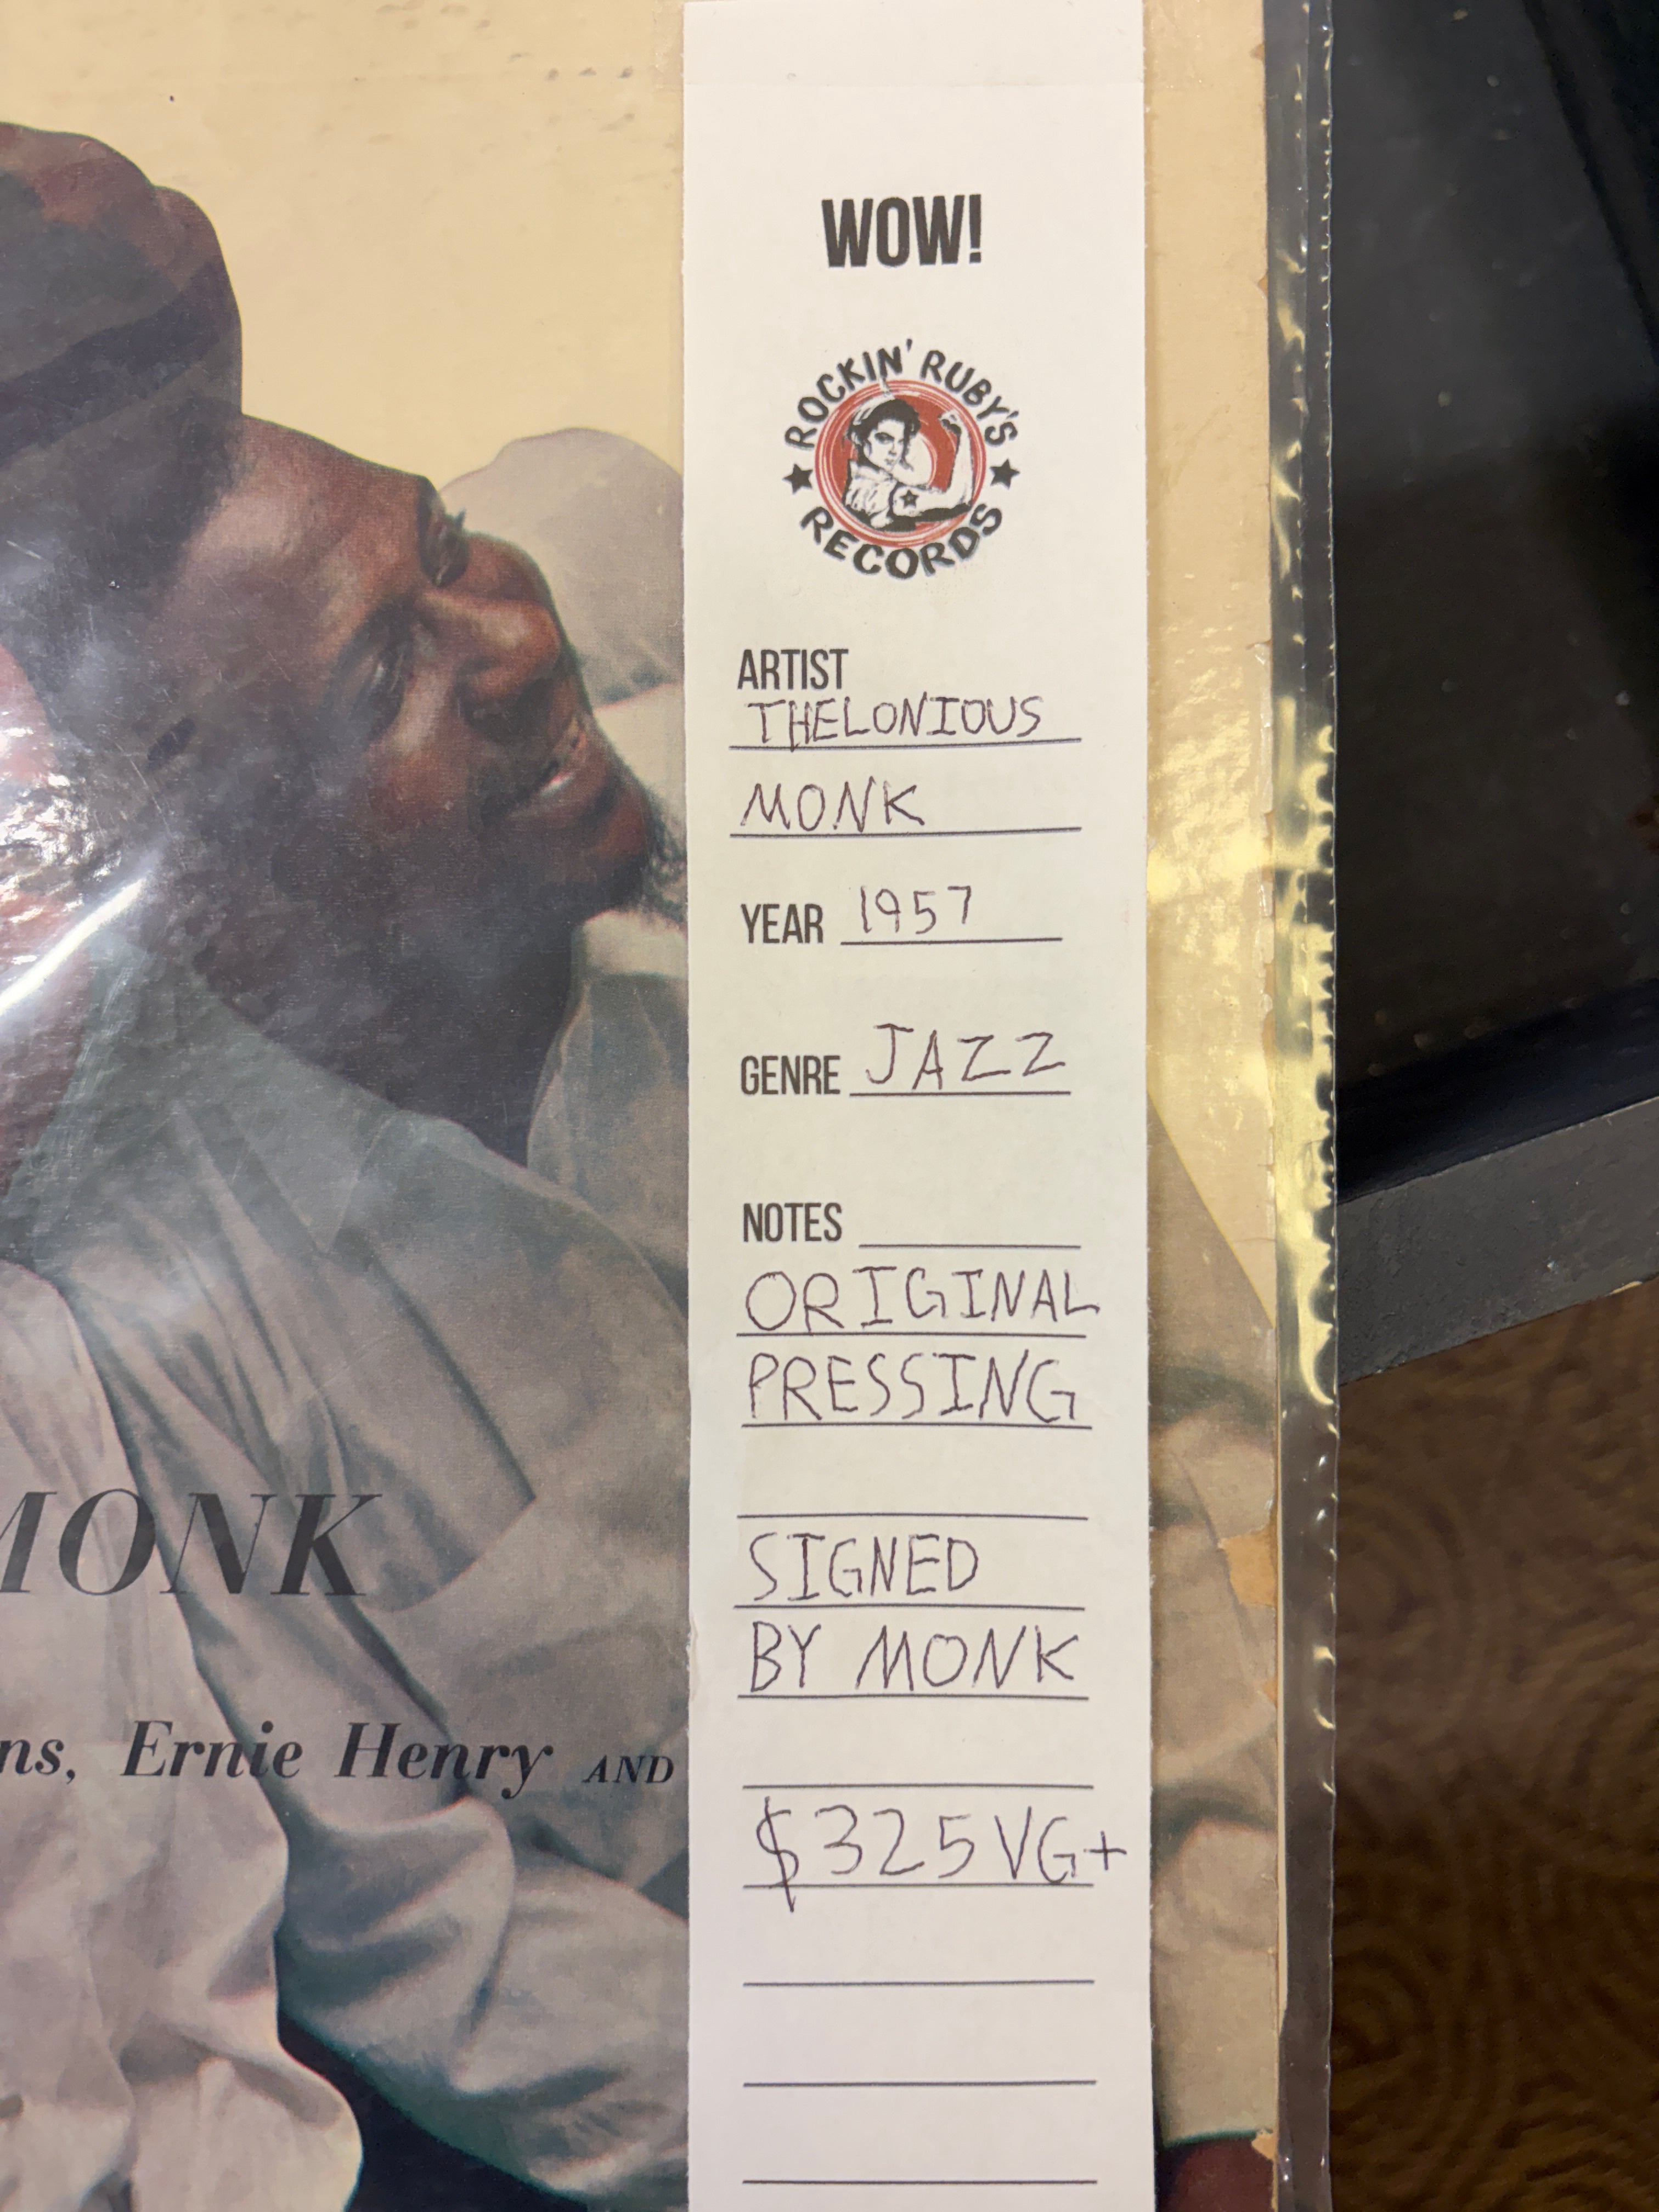 WOW!
ROCKIN' RUBY'S
RECORDS
ARTIST
THELONIOUS
MONK
YEAR 1957
GENRE JAZZ
NOTES
ORIGINAL
PRESSING
SIGNED
BY MONK
$325 VG+
MONK
ns, Ernie Henry AND